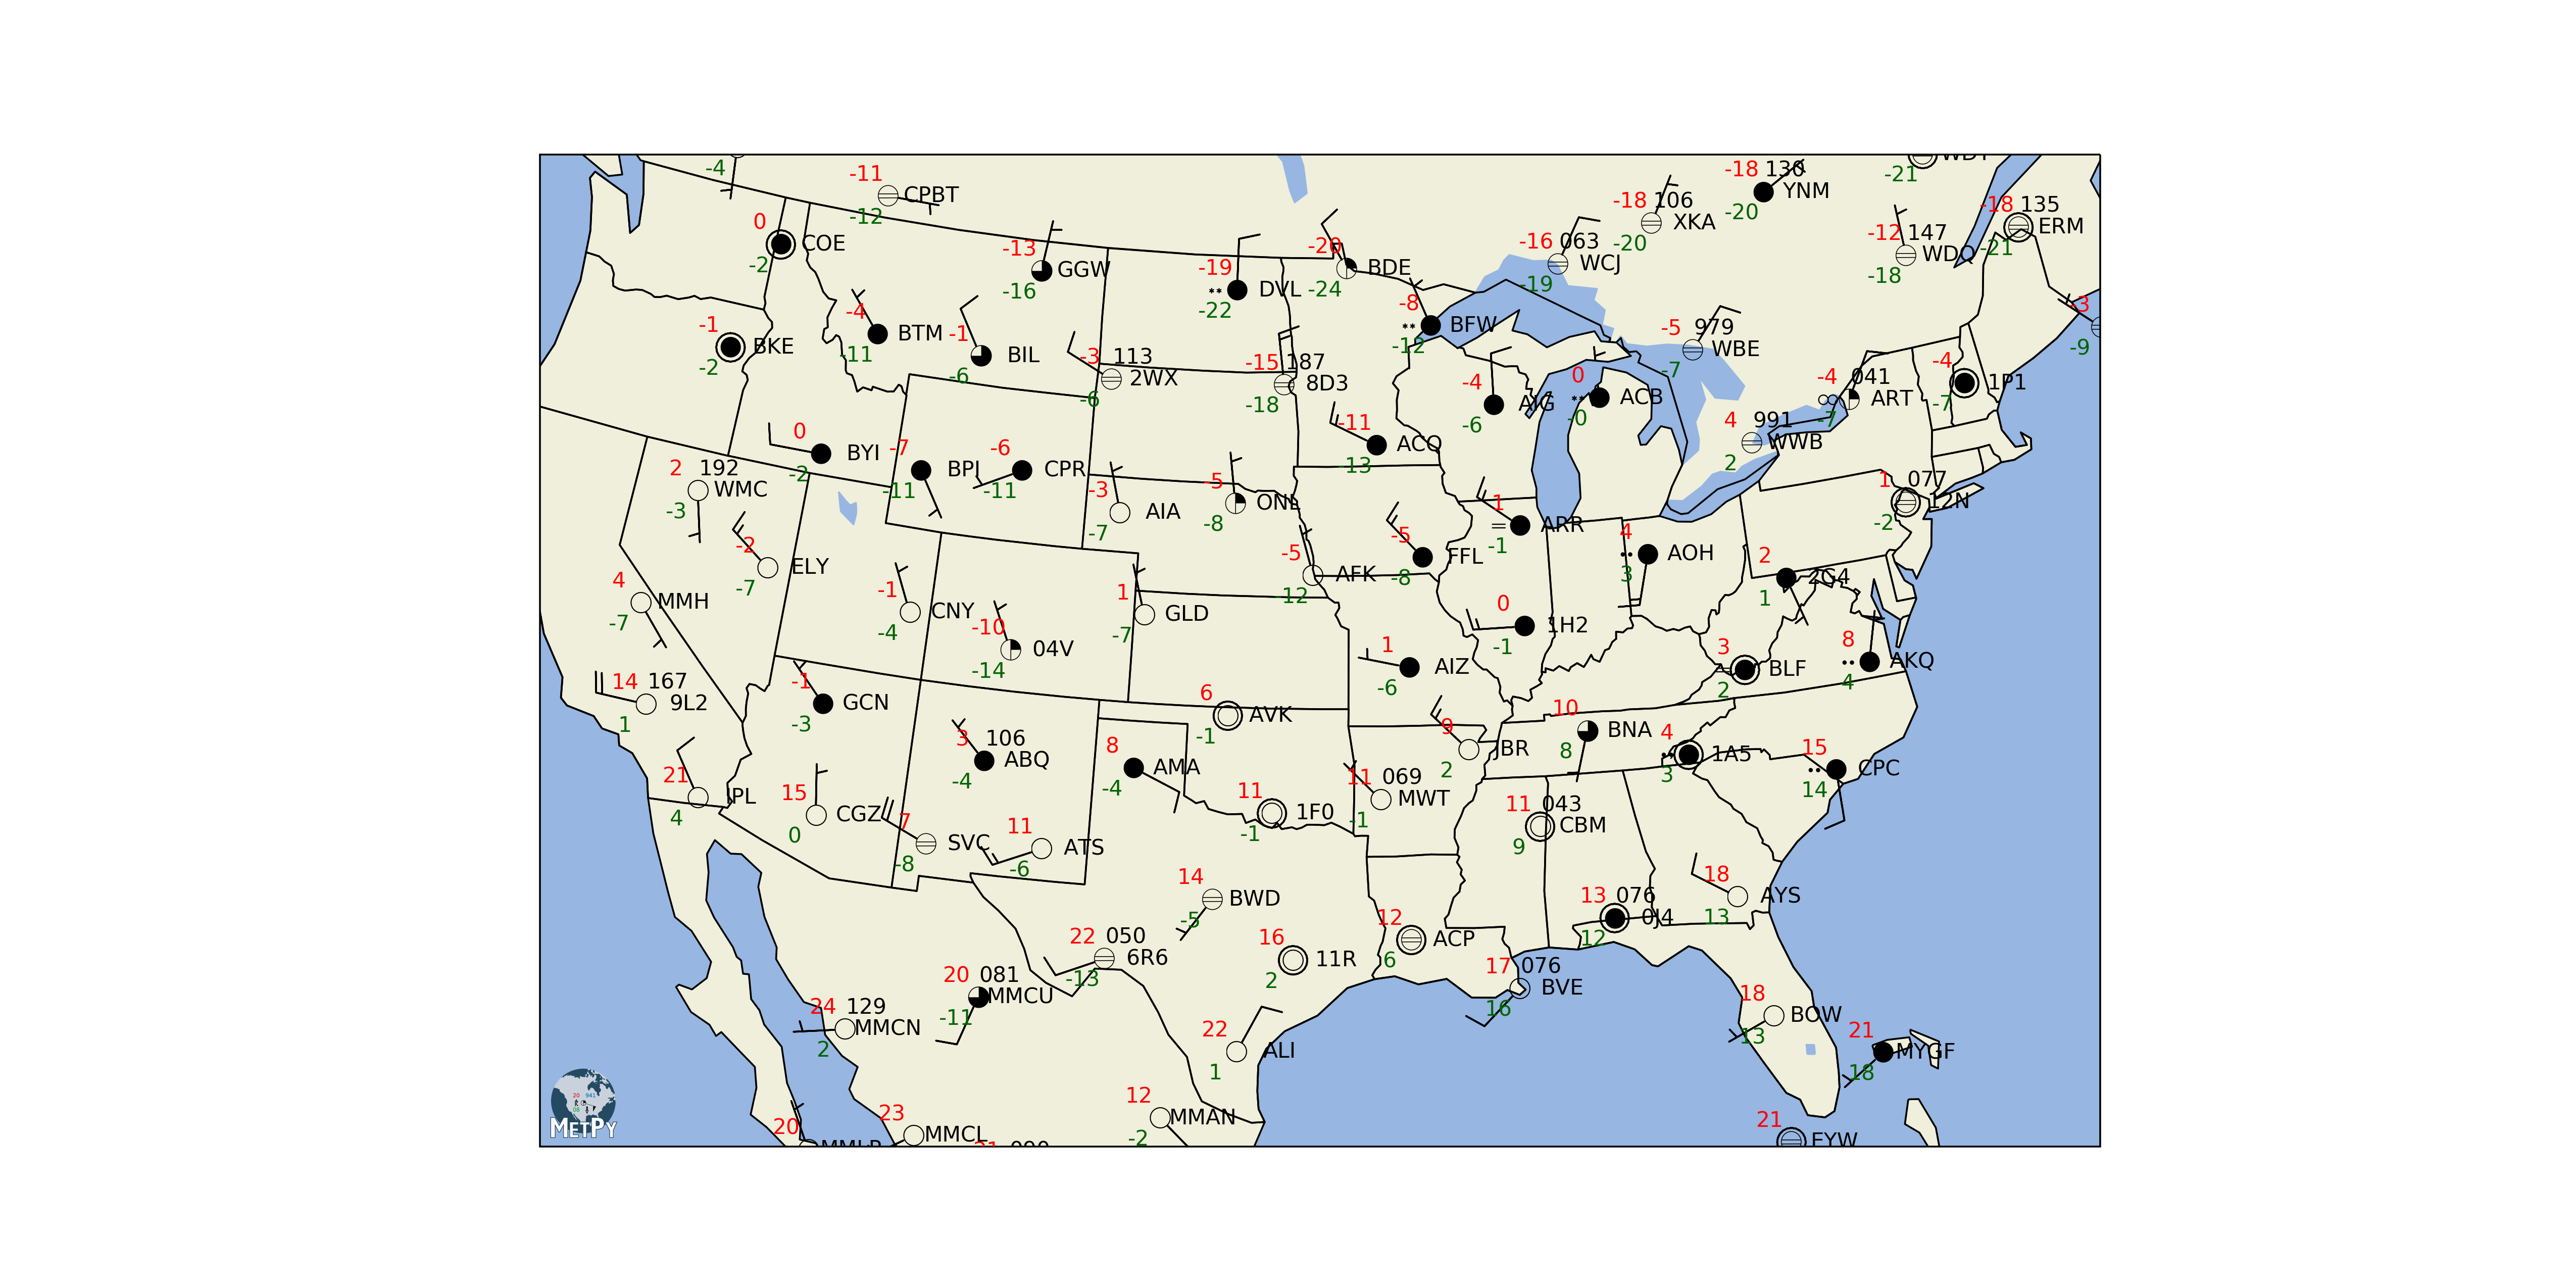 -4
-11 CPBT
-12
-18 130 YNM
-20
-21
-18 106 XKA
-20
-18 135 ERM
-21
0 COE
-2
-13 GGW
-16
-19 ** DVL
-22
BDE
-24
-16 063 WCJ
-19
-12 147 WDQ
-18
-1 BKE
-2
-4 BTM
-11
-1 BIL
-6
-3 113 2WX
-6
-15 187 8D3
-18
-8 ** BFW
-12
-5 979 WBE
-7
-3
-9
-4 AIG
-6
0 ** ACB
-0
-4 041 ART
-7
-4 1P1
-7
0 BYI
-2
-7 BPI
-11
-6 CPR
-11
-11 ACQ
-13
4 991 WWB
2
2 192 WMC
-3
-3 AIA
-7
-5 ONL
-8
1 ARR
-1
1 077 12N
-2
-2 ELY
-7
-5 AFK
-12
-5 FFL
-8
4 AOH
3
2 2G4
1
4 MMH
-7
-1 CNY
-4
-10 04V
-14
1 GLD
-7
0 1H2
-1
1 AIZ
-6
3 BLF
2
8 AKQ
4
14 167 9L2
1
-1 GCN
-3
3 106 ABQ
-4
6 AVK
-1
9 JBR
2
10 BNA
8
4 1A5
3
15 CPC
14
21 IPL
4
15 CGZ
0
8 AMA
-4
11 1F0
-1
11 069 MWT
-1
11 043 CBM
9
7 SVC
-8
11 ATS
-6
14 BWD
-5
18 AYS
13
13 076 0J4
12
22 050 6R6
-13
16 11R
2
12 ACP
6
17 076 BVE
16
20 081 MMCU
-11
24 129 MMCN
2
22 ALI
1
18 BOW
13
21 MYGF
18
20
23 MMCL
12 MMAN
-2
21 EYW
METPY